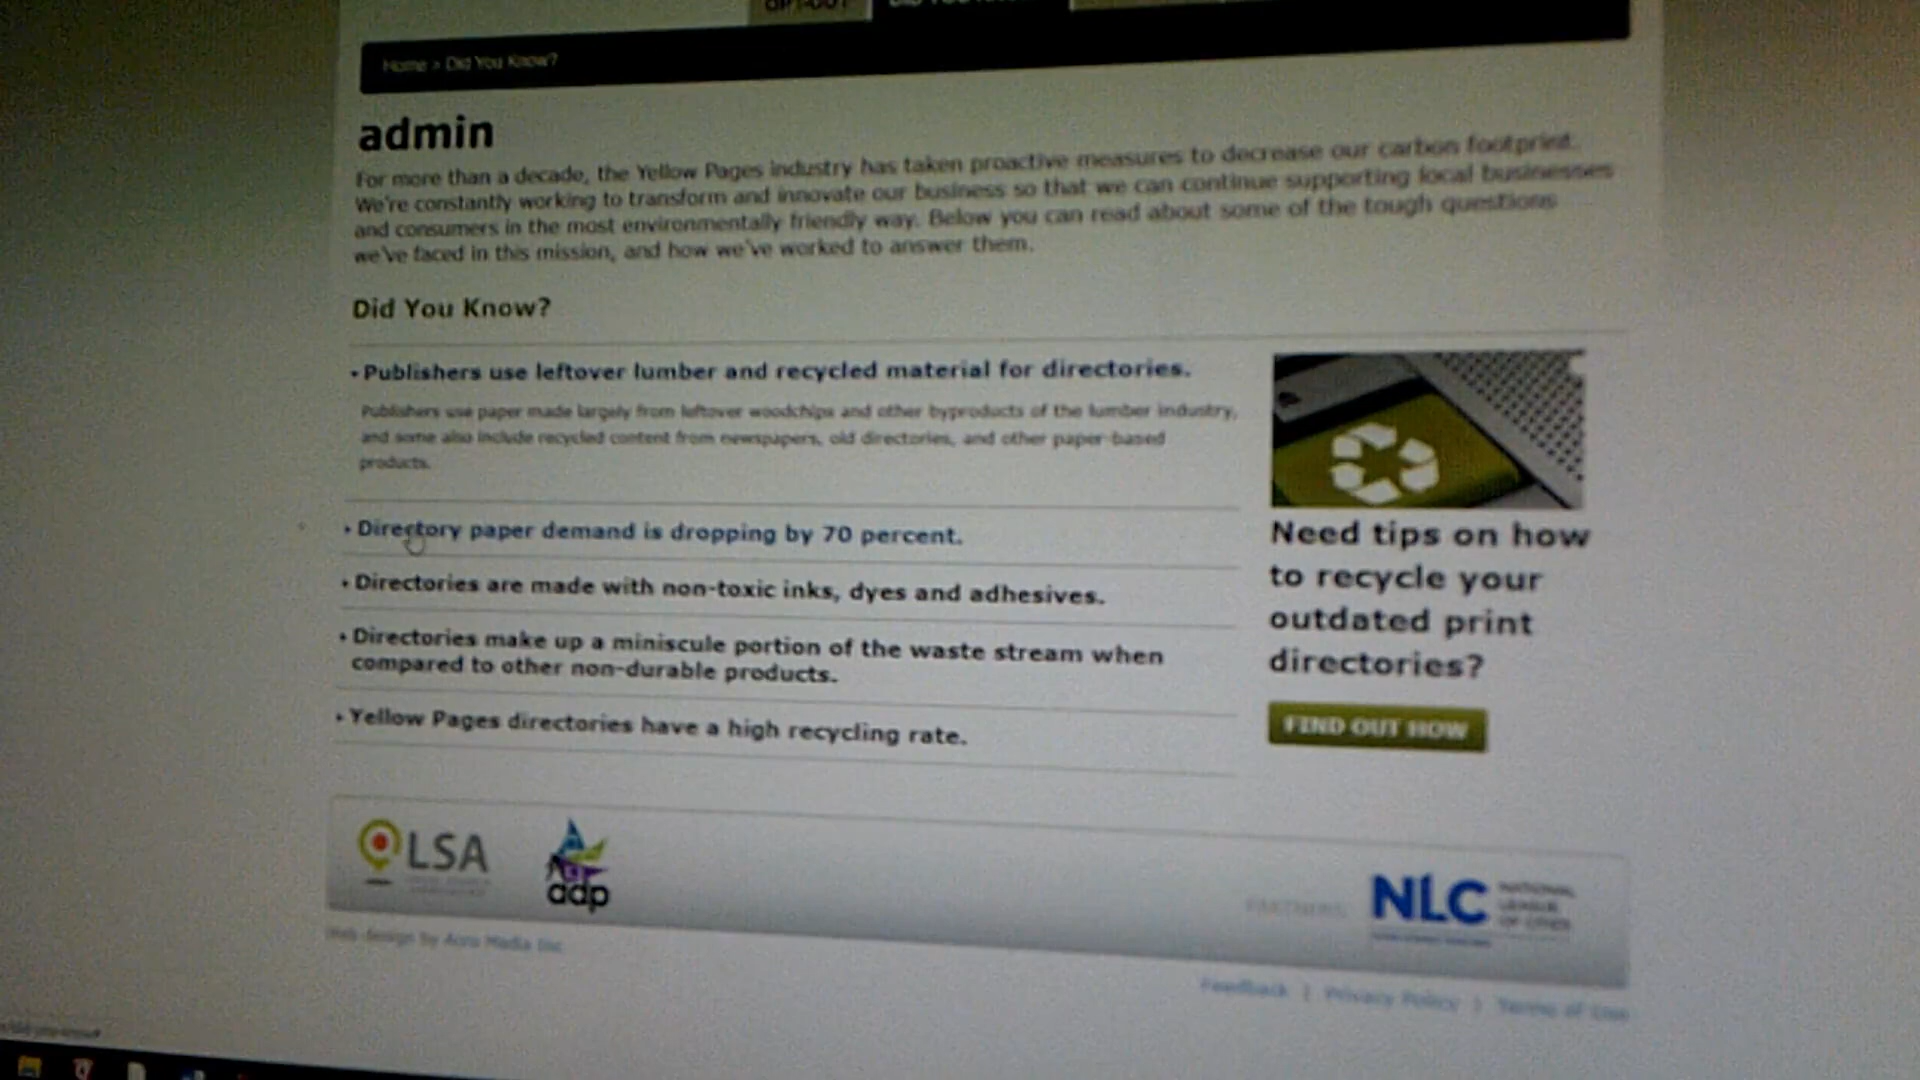 OPT-OUT
Home > Did You Know?
admin
For more than a decade, the Yellow Pages industry has taken proactive measures to decrease our carbon footprint.
We're constantly working to transform and innovate our business so that we can continue supporting local businesses
and consumers in the most environmentally friendly way. Below you can read about some of the tough questions
we've faced in this mission, and how we've worked to answer them.
Did You Know?
Publishers use leftover lumber and recycled material for directories.
Publishers use paper made largely from leftover woodchips and other byproducts of the lumber industry,
and some also include recycled content from newspapers, old directories, and other paper-based
products.
Directory paper demand is dropping by 70 percent.
Directories are made with non-toxic inks, dyes and adhesives.
Directories make up a miniscule portion of the waste stream when
compared to other non-durable products.
Yellow Pages directories have a high recycling rate.
Need tips on how
to recycle your
outdated print
directories?
FIND OUT HOW
LSA
adp
PARTNERS:
NLC
NATIONAL
LEAGUE
OF CITIES
Web design by Acro Media Inc
Feedback | Privacy Policy | Terms of Use